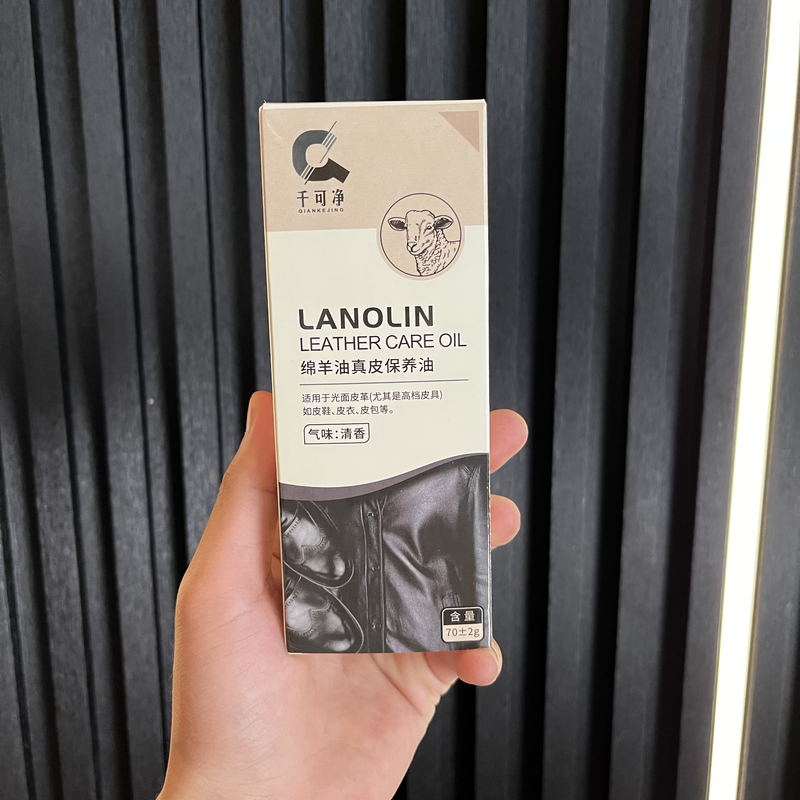 千可净
QIANKEJING
LANOLIN
LEATHER CARE OIL
绵羊油真皮保养油
适用于光面皮革(尤其是高档皮具)
如皮鞋、皮衣、皮包等。
气味:清香
含量
70±2g